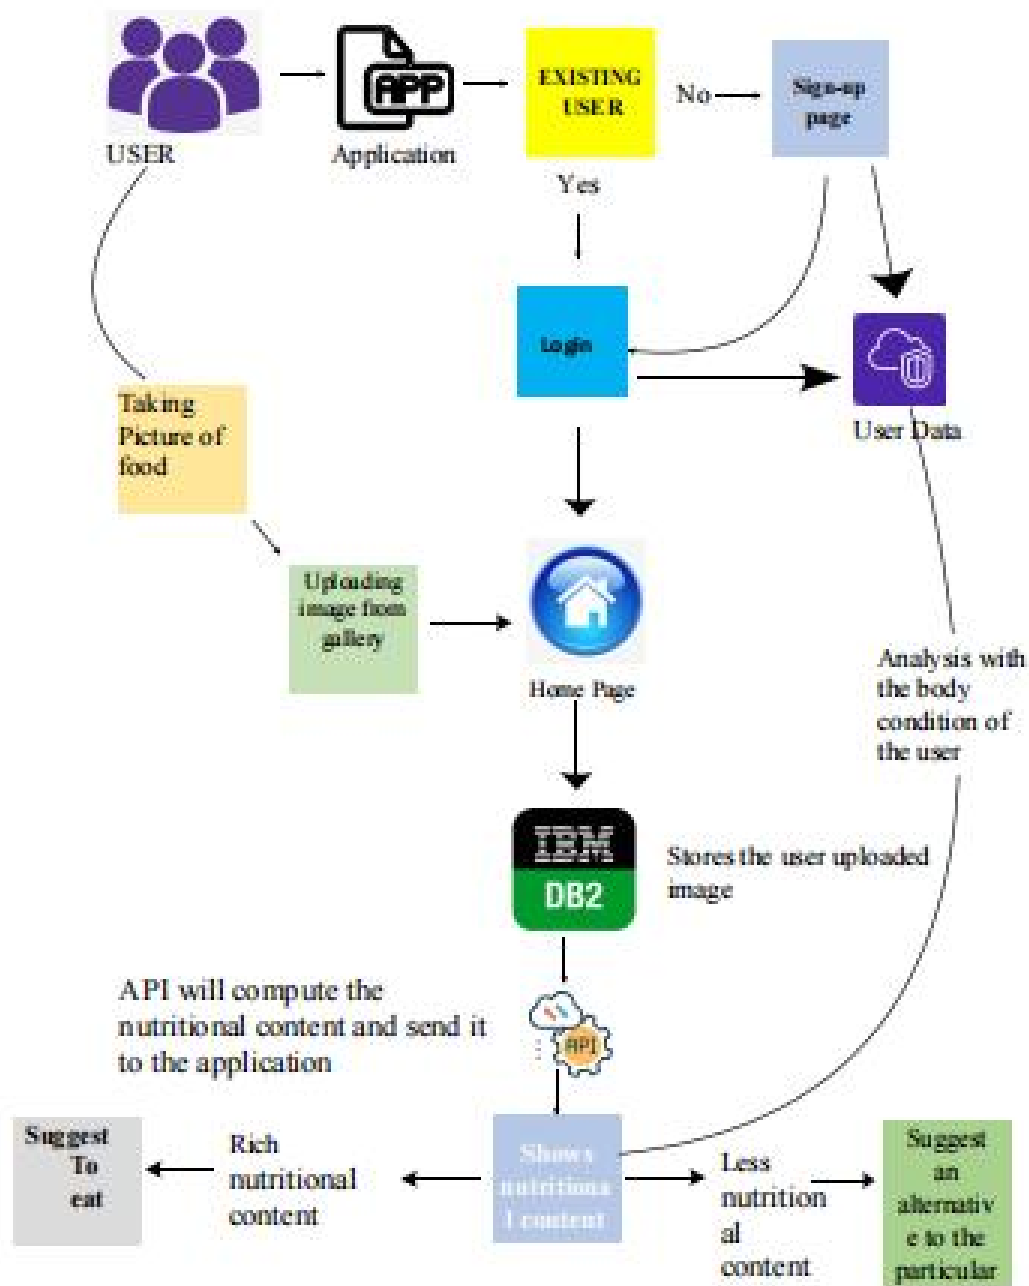 USER
APP
Application
EXISTING
USER
No
Sign-up
page
Yes
Login
User Data
Taking
Picture of
food
Uploading
image from
gallery
Home Page
Analysis with
the body
condition of
the user
IBM
DB2
Stores the user uploaded
image
API will compute the
nutritional content and send it
to the application
API
Suggest
To
eat
Rich
nutritional
content
Shows
nutritiona
l content
Less
nutrition
al
content
Suggest
an
alternativ
e to the
particular